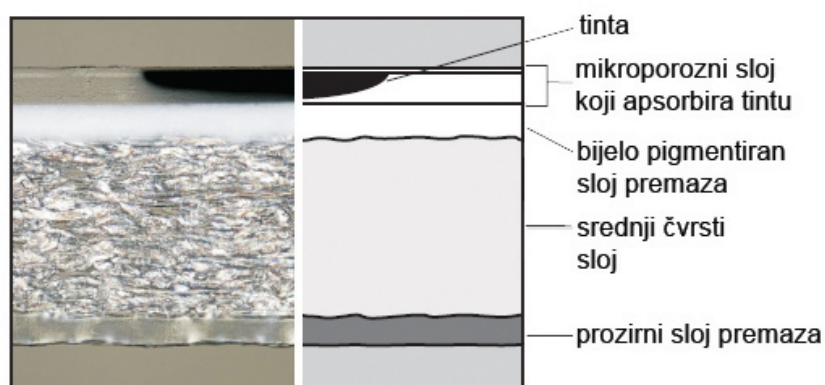 tinta
mikroporozni sloj
koji apsorbira tintu
bijelo pigmentiran
sloj premaza
srednji čvrsti
sloj
prozirni sloj premaza